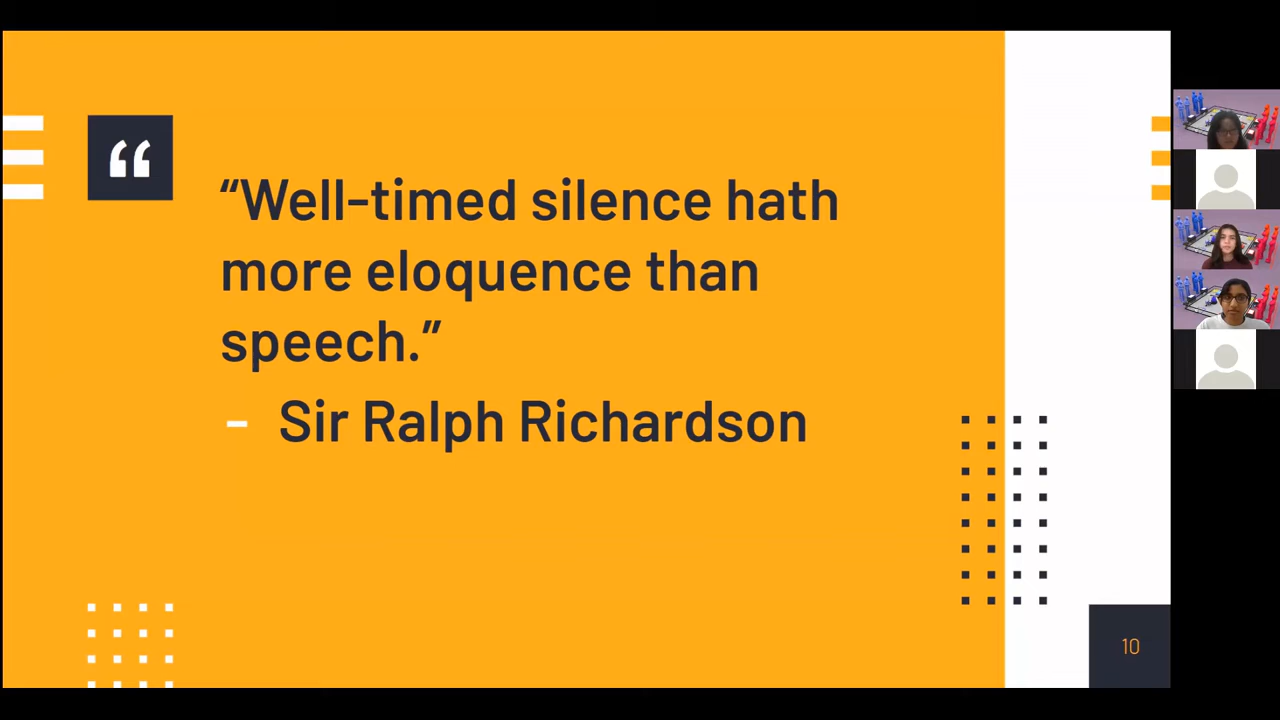 “
“Well-timed silence hath
more eloquence than
speech.”
- Sir Ralph Richardson
10